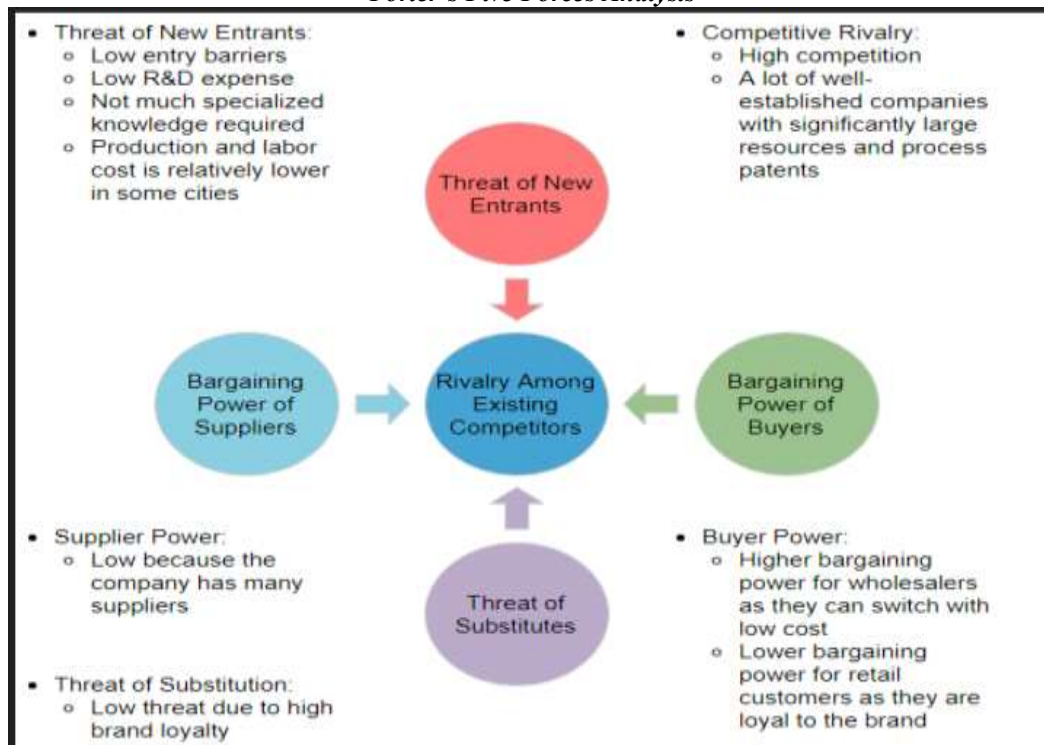 Porter's Five Forces Analysis
• Threat of New Entrants:
o Low entry barriers
o Low R&D expense
o Not much specialized
knowledge required
o Production and labor
cost is relatively lower
in some cities
• Competitive Rivalry:
o High competition
o A lot of well-
established companies
with significantly large
resources and process
patents
Threat of New
Entrants
Bargaining
Power of
Suppliers
Rivalry Among
Existing
Competitors
Bargaining
Power of
Buyers
Threat of
Substitutes
• Supplier Power:
o Low because the
company has many
suppliers
• Threat of Substitution:
o Low threat due to high
brand loyalty
• Buyer Power:
o Higher bargaining
power for wholesalers
as they can switch with
low cost
o Lower bargaining
power for retail
customers as they are
loyal to the brand